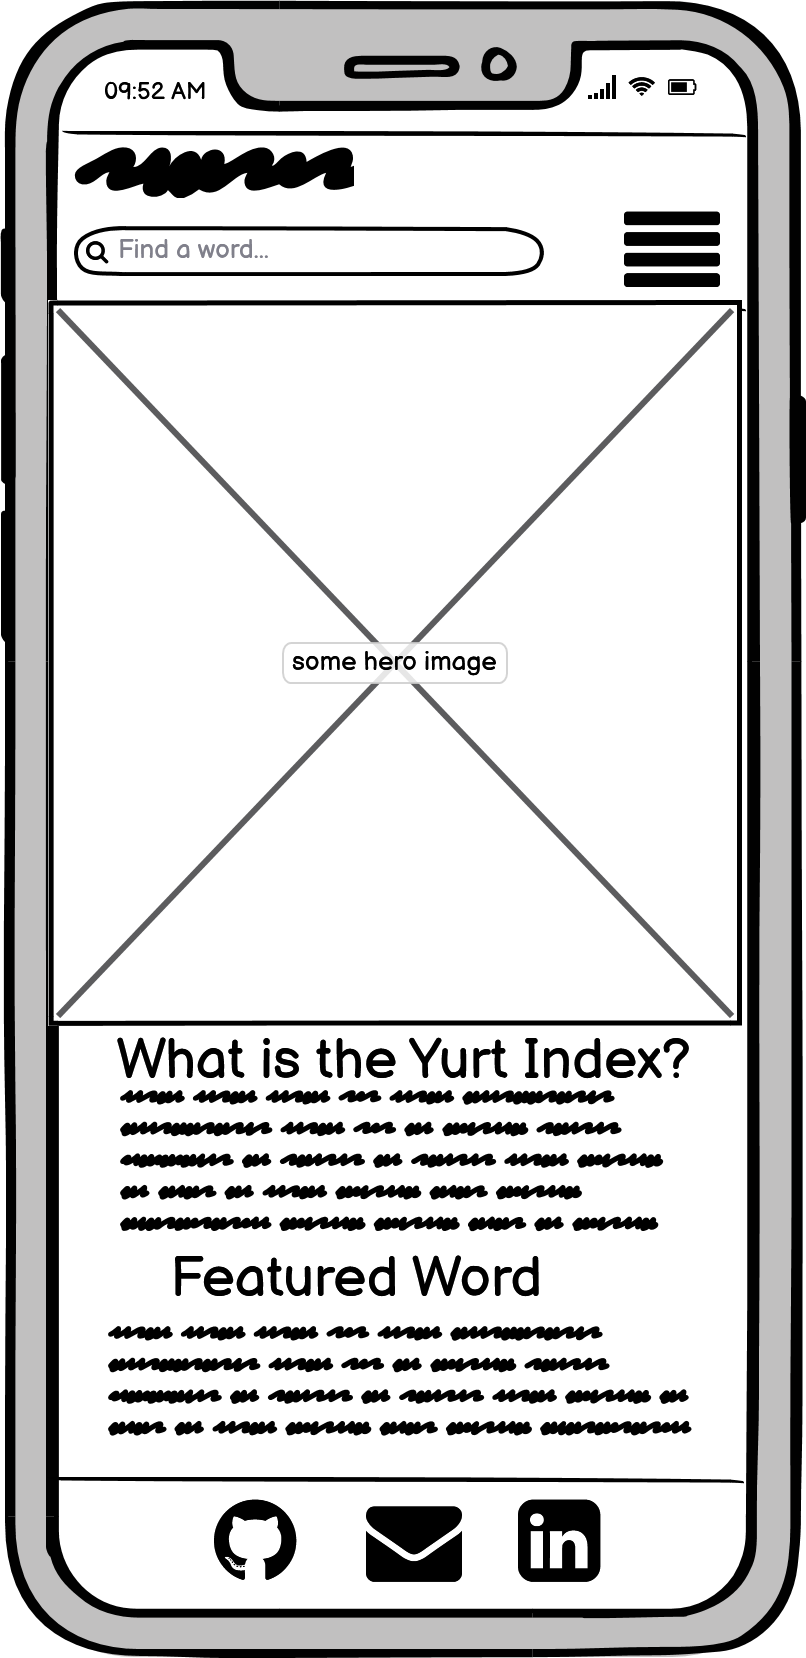 09:52 AM
Find a word...
some hero image
What is the Yurt Index?
Featured Word
in